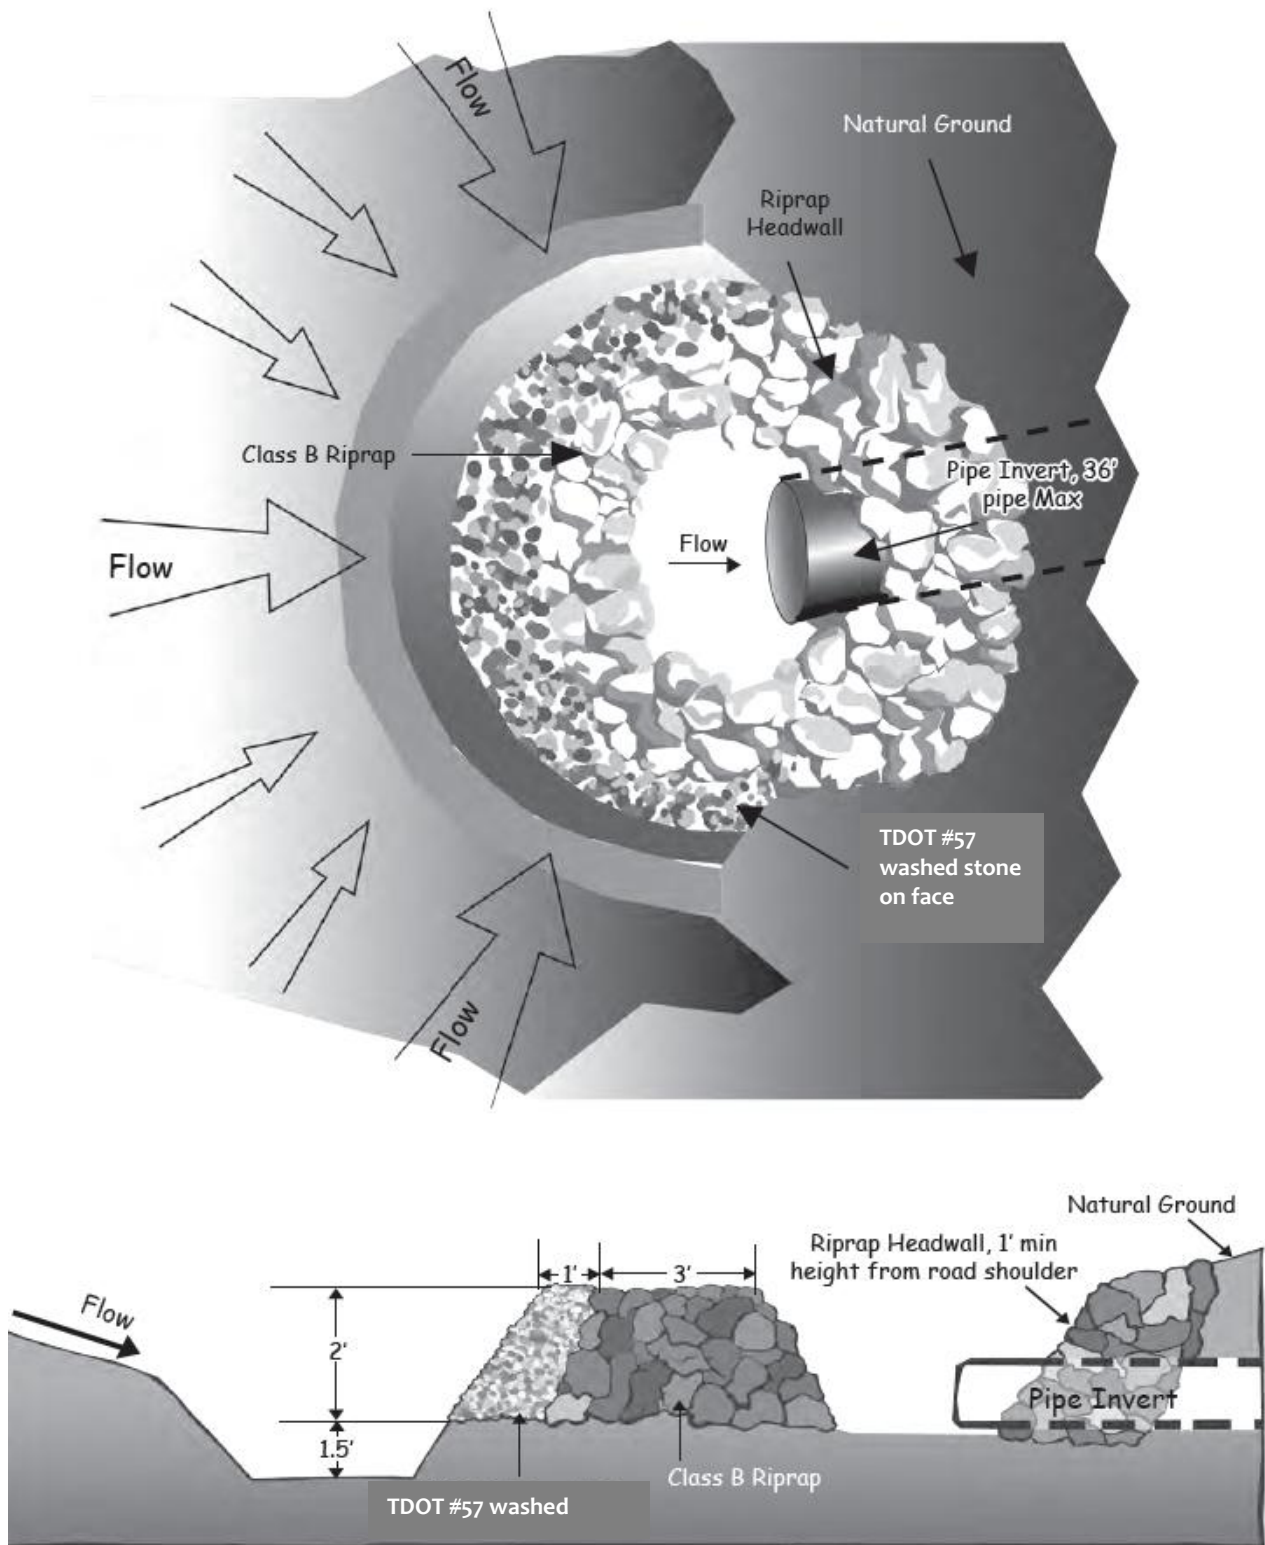 Flow
Natural Ground
Riprap
Headwall
Class B Riprap
Pipe Invert, 36'
pipe Max
Flow
Flow
TDOT #57
washed stone
on face
Flow
Natural Ground
Riprap Headwall, 1' min
height from road shoulder
1'
3'
Flow
2'
Pipe Invert
1.5'
Class B Riprap
TDOT #57 washed